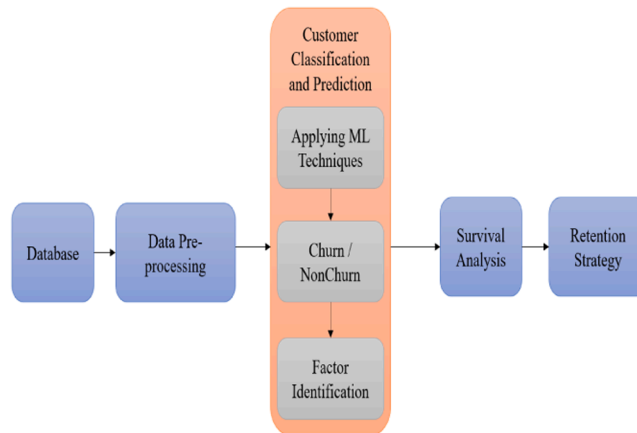 Customer
Classification
and Prediction
Applying ML
Techniques
Database
Data Pre-
processing
Churn /
NonChurn
Survival
Analysis
Retention
Strategy
Factor
Identification